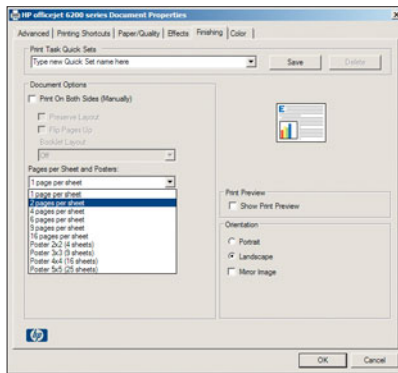 HP officejet 6200 series Document Properties
Advanced | Printing Shortcuts | Paper/Quality | Effects | Finishing | Color
Print Task Quick Sets
Type new Quick Set name here
Save
Delete
Document Options
Print On Both Sides (Manually)
Preserve Layout
Flip Pages Up
Booklet Layout
Off
Pages per Sheet and Posters:
1 page per sheet
1 page per sheet
2 pages per sheet
4 pages per sheet
6 pages per sheet
9 pages per sheet
16 pages per sheet
Poster 2x2 (4 sheets)
Poster 3x3 (9 sheets)
Poster 4x4 (16 sheets)
Poster 5x5 (25 sheets)
E
Print Preview
Show Print Preview
Orientation
Portrait
Landscape
Mirror Image
hp
OK
Cancel